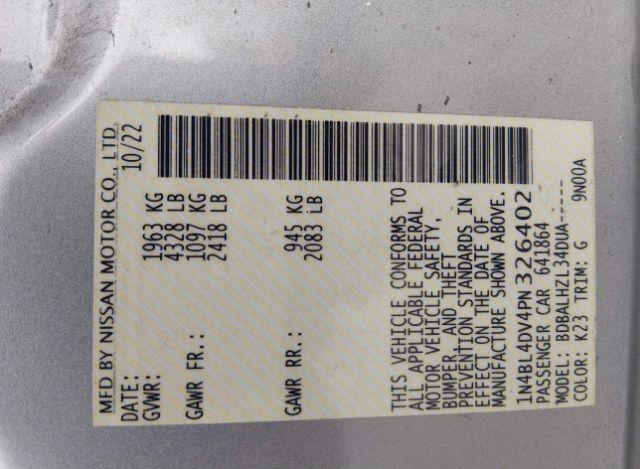 MFD BY NISSAN MOTOR CO., LTD.
DATE: 10/22
GVWR: 1963 KG
4328 LB
GAWR FR.: 1097 KG
2418 LB
GAWR RR.: 945 KG
2083 LB
THIS VEHICLE CONFORMS TO
ALL APPLICABLE FEDERAL
MOTOR VEHICLE SAFETY,
BUMPER, AND THEFT
PREVENTION STANDARDS IN
EFFECT ON THE DATE OF
MANUFACTURE SHOWN ABOVE.
1N4BL4DV4PN326402
PASSENGER CAR 641864
MODEL: BDBALHZL34DUA-----
COLOR: K23 TRIM: G 9N00A